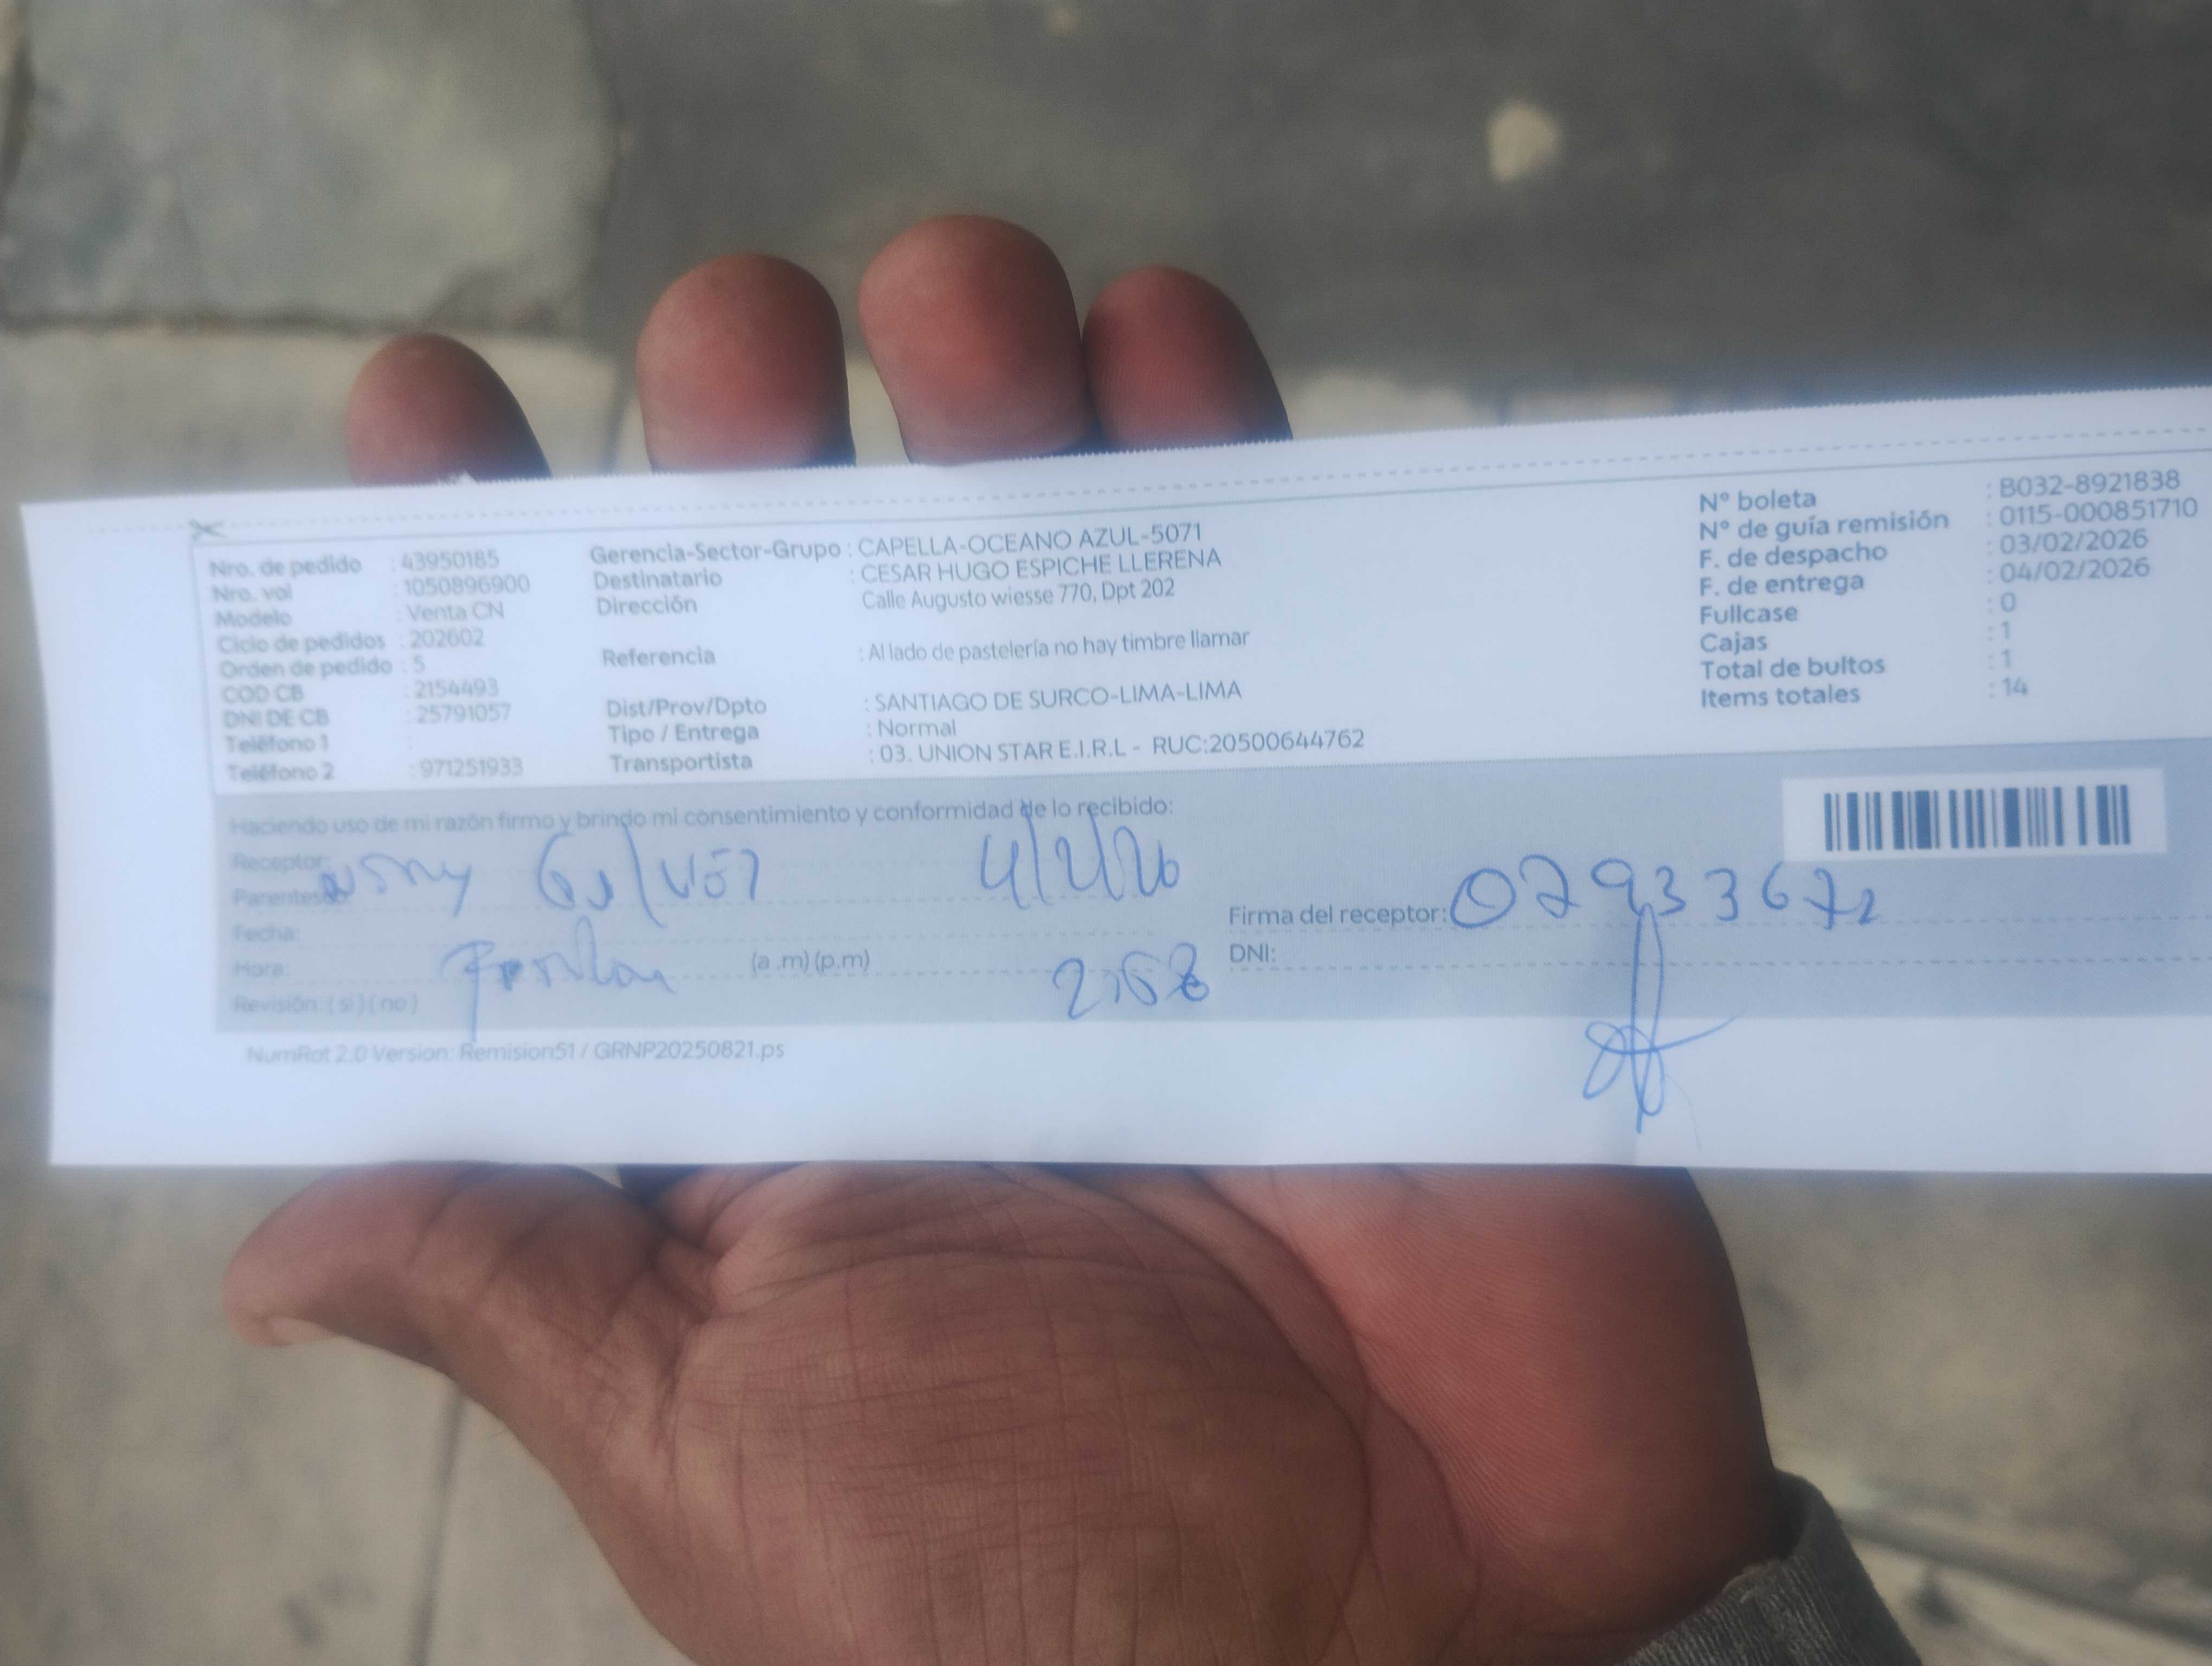 Nro. de pedido : 43950185
Nro. vol : 1050896900
Modelo : Venta CN
Ciclo de pedidos : 202602
Orden de pedido : 5
COD CB : 2154493
DNI DE CB : 25791057
Teléfono 1 :
Teléfono 2 : 971251933
Gerencia-Sector-Grupo : CAPELLA-OCEANO AZUL-5071
Destinatario : CESAR HUGO ESPICHE LLERENA
Dirección Calle Augusto wiesse 770, Dpt 202
Referencia : Al lado de pastelería no hay timbre llamar
Dist/Prov/Dpto : SANTIAGO DE SURCO-LIMA-LIMA
Tipo / Entrega : Normal
Transportista : 03. UNION STAR E.I.R.L - RUC:20500644762
N° boleta : B032-8921838
N° de guía remisión : 0115-000851710
F. de despacho : 03/02/2026
F. de entrega : 04/02/2026
Fullcase : 0
Cajas : 1
Total de bultos : 1
Items totales : 14
Haciendo uso de mi razón firmo y brindo mi consentimiento y conformidad de lo recibido:
Receptor:
4/2/26
Fecha:
Hora: (a .m) (p.m)
Revisión: ( si ) ( no )
Firma del receptor:
DNI:
NumRot 2.0 Version: Remision51 / GRNP20250821.ps